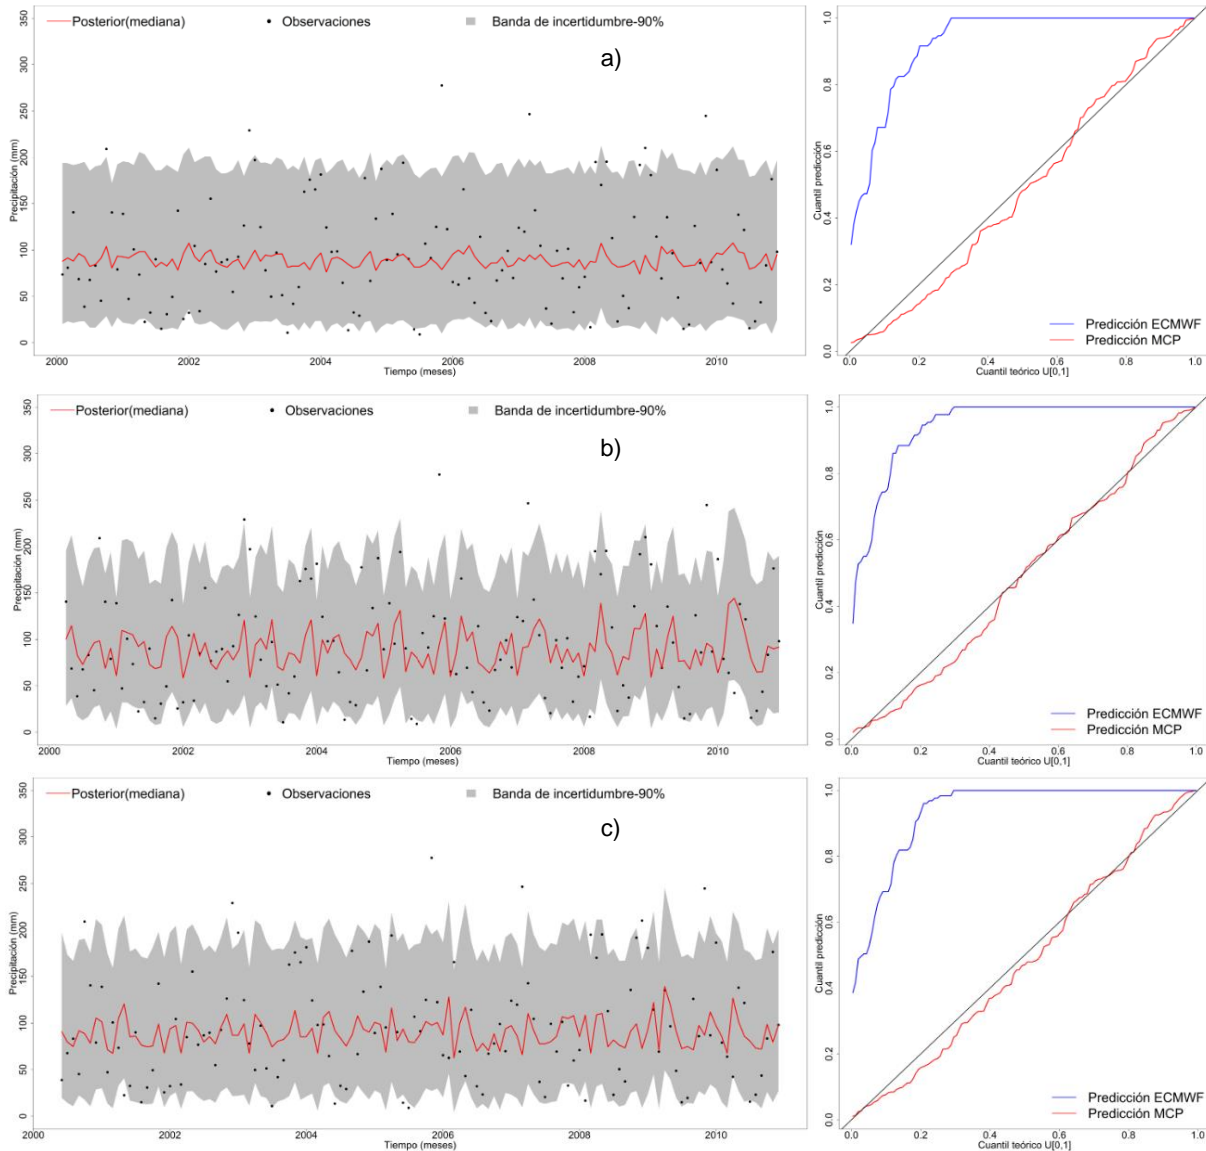 350
300
250
200
150
100
50
0
Precipitación (mm)
Posterior(mediana)
Observaciones
Banda de incertidumbre-90%
a)
2000
2002
2004
2006
2008
2010
Tiempo (meses)
1.0
0.8
0.6
0.4
0.2
0.0
Cuantil predicción
Predicción ECMWF
Predicción MCP
0.0
0.2
0.4
0.6
0.8
1.0
Cuantil teórico U[0,1]
350
300
250
200
150
100
50
0
Precipitación (mm)
Posterior(mediana)
Observaciones
Banda de incertidumbre-90%
b)
2000
2002
2004
2006
2008
2010
Tiempo (meses)
1.0
0.8
0.6
0.4
0.2
0.0
Cuantil predicción
Predicción ECMWF
Predicción MCP
0.0
0.2
0.4
0.6
0.8
1.0
Cuantil teórico U[0,1]
350
300
250
200
150
100
50
0
Precipitación (mm)
Posterior(mediana)
Observaciones
Banda de incertidumbre-90%
c)
2000
2002
2004
2006
2008
2010
Tiempo (meses)
1.0
0.8
0.6
0.4
0.2
0.0
Cuantil predicción
Predicción ECMWF
Predicción MCP
0.0
0.2
0.4
0.6
0.8
1.0
Cuantil teórico U[0,1]